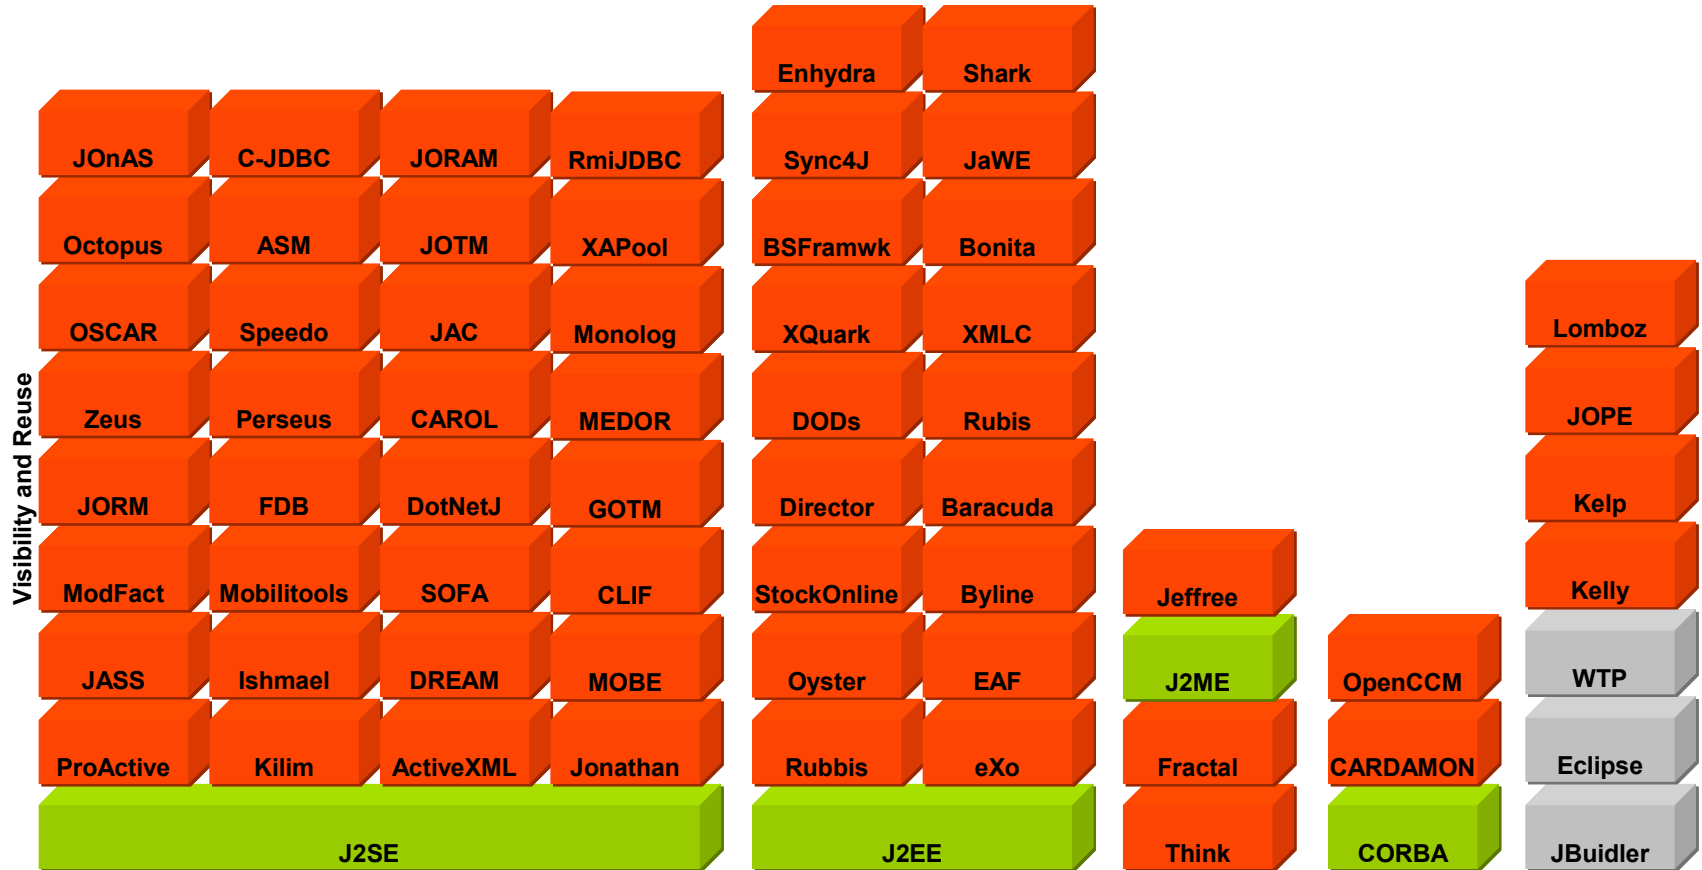 Enhydra Shark
JOnAS C-JDBC JORAM RmiJDBC Sync4J JaWE
Octopus ASM JOTM XAPool BSFramwk Bonita
OSCAR Speedo JAC Monolog XQuark XMLC Lomboz
Zeus Perseus CAROL MEDOR DODs Rubis JOPE
JORM FDB DotNetJ GOTM Director Baracuda Kelp
ModFact Mobilitools SOFA CLIF StockOnline Byline Jeffree Kelly
JASS Ishmael DREAM MOBE Oyster EAF J2ME OpenCCM WTP
ProActive Kilim ActiveXML Jonathan Rubbis eXo Fractal CARDAMON Eclipse
J2SE J2EE Think CORBA JBuidler
Visibility and Reuse